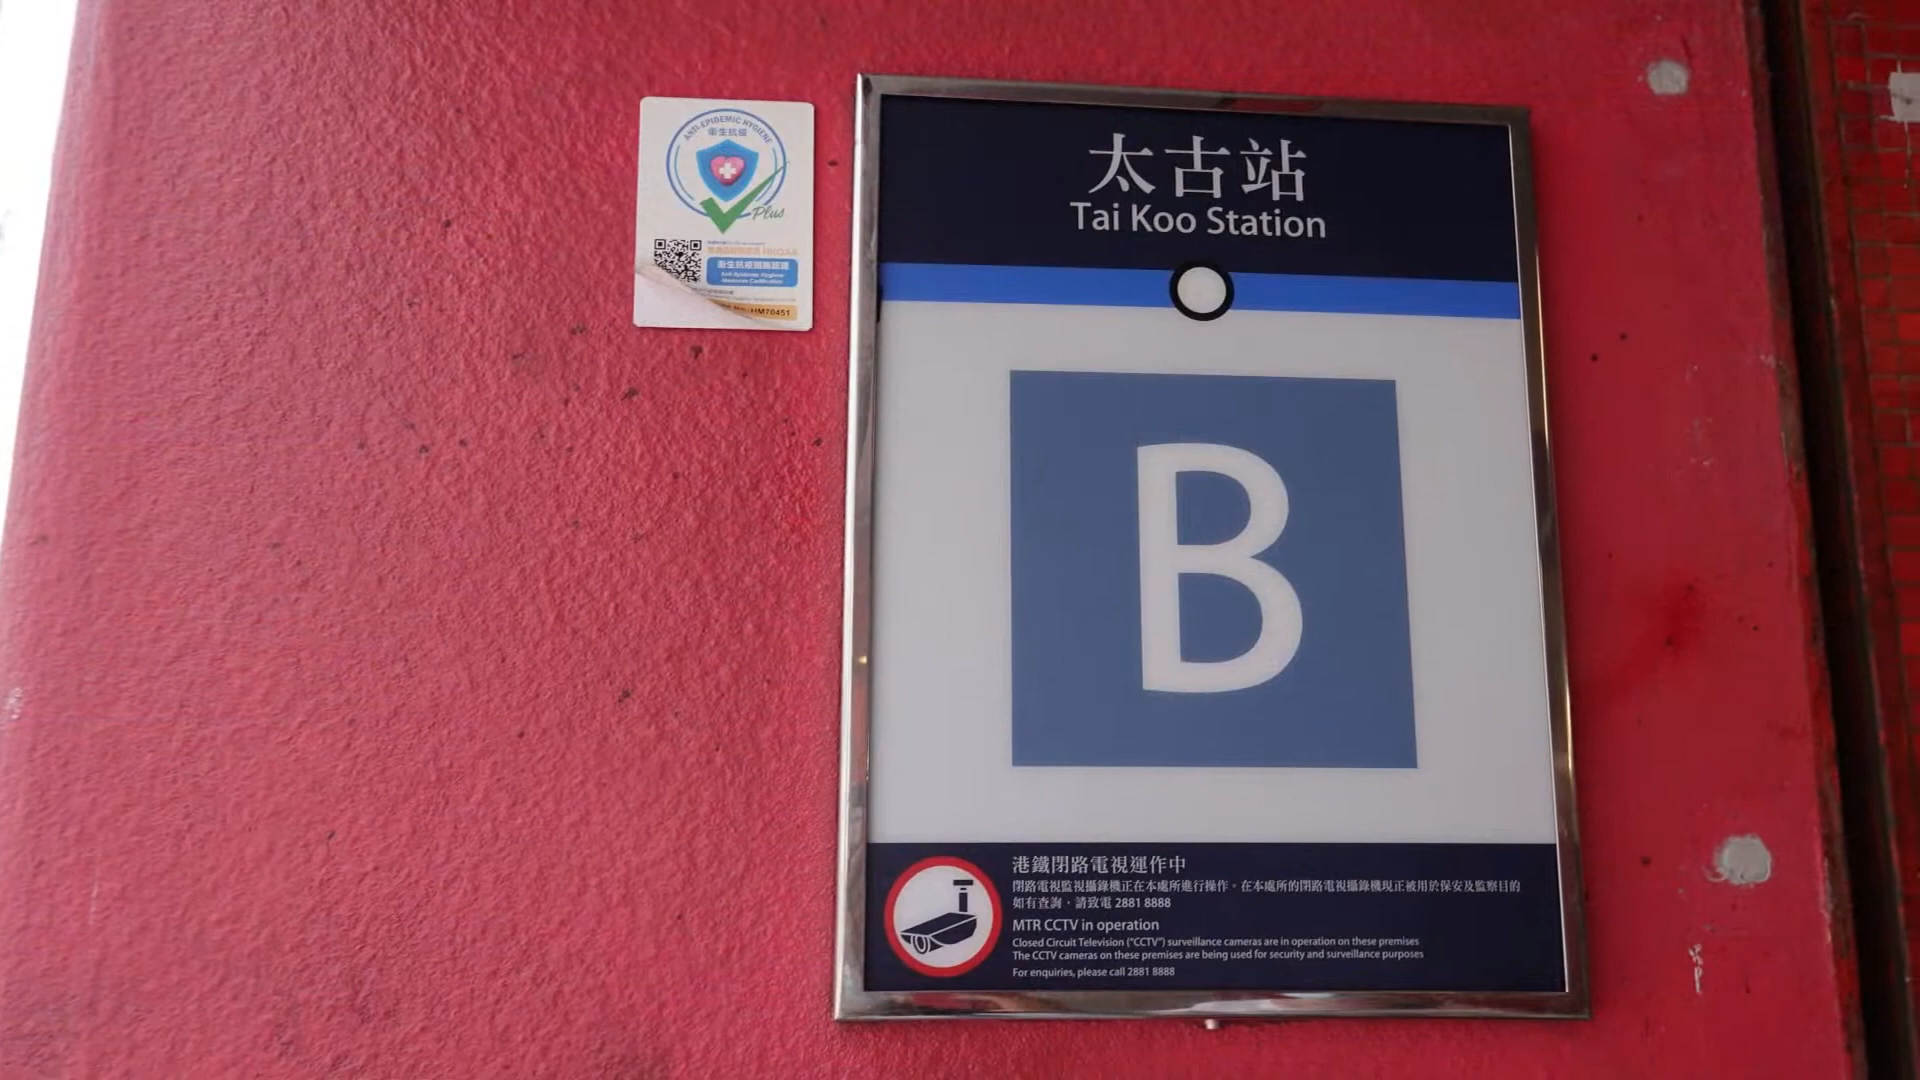 ANTI-EPIDEMIC HYGIENE
衛生抗疫
Plus
衛生抗疫措施認證
Anti-Epidemic Hygiene
Measures Certification
HM70451
太古站
Tai Koo Station
B
港鐵閉路電視運作中
閉路電視監視攝錄機正在本處所進行操作。在本處所的閉路電視攝錄機現正被用於保安及監察目的
如有查詢，請致電 2881 8888
MTR CCTV in operation
Closed Circuit Television ("CCTV") surveillance cameras are in operation on these premises
The CCTV cameras on these premises are being used for security and surveillance purposes
For enquiries, please call 2881 8888